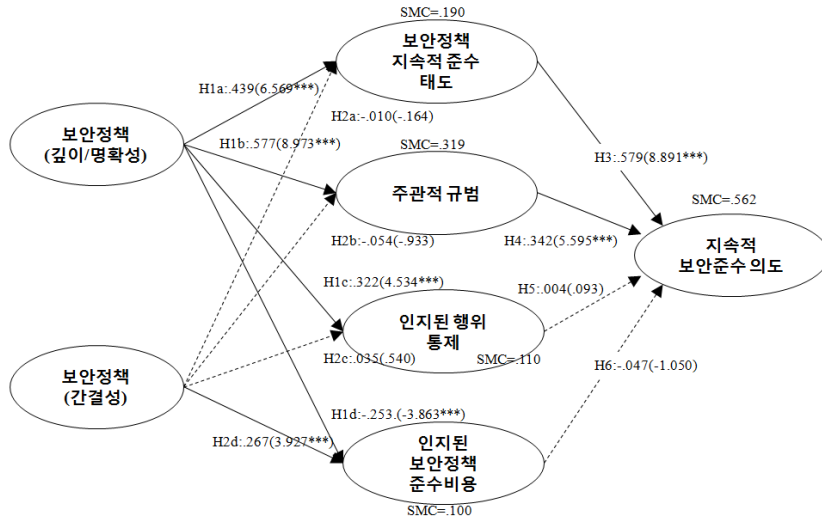 SMC=.190
보안정책
지속적 준수
태도
H1a:.439(6.569***)
H2a:-.010(-.164)
보안정책
(깊이/명확성)
H1b:.577(8.973***)
SMC=.319
H3:.579(8.891***)
주관적 규범
SMC=.562
H2b:-.054(-.933)
H4:.342(5.595***)
지속적
보안준수 의도
H1c:.322(4.534***)
H5:.004(.093)
인지된 행위
통제
H2c:.035(.540)
SMC=.110
H6:-.047(-1.050)
보안정책
(간결성)
H1d:-.253.(-3.863***)
H2d:.267(3.927***)
인지된
보안정책
준수비용
SMC=.100